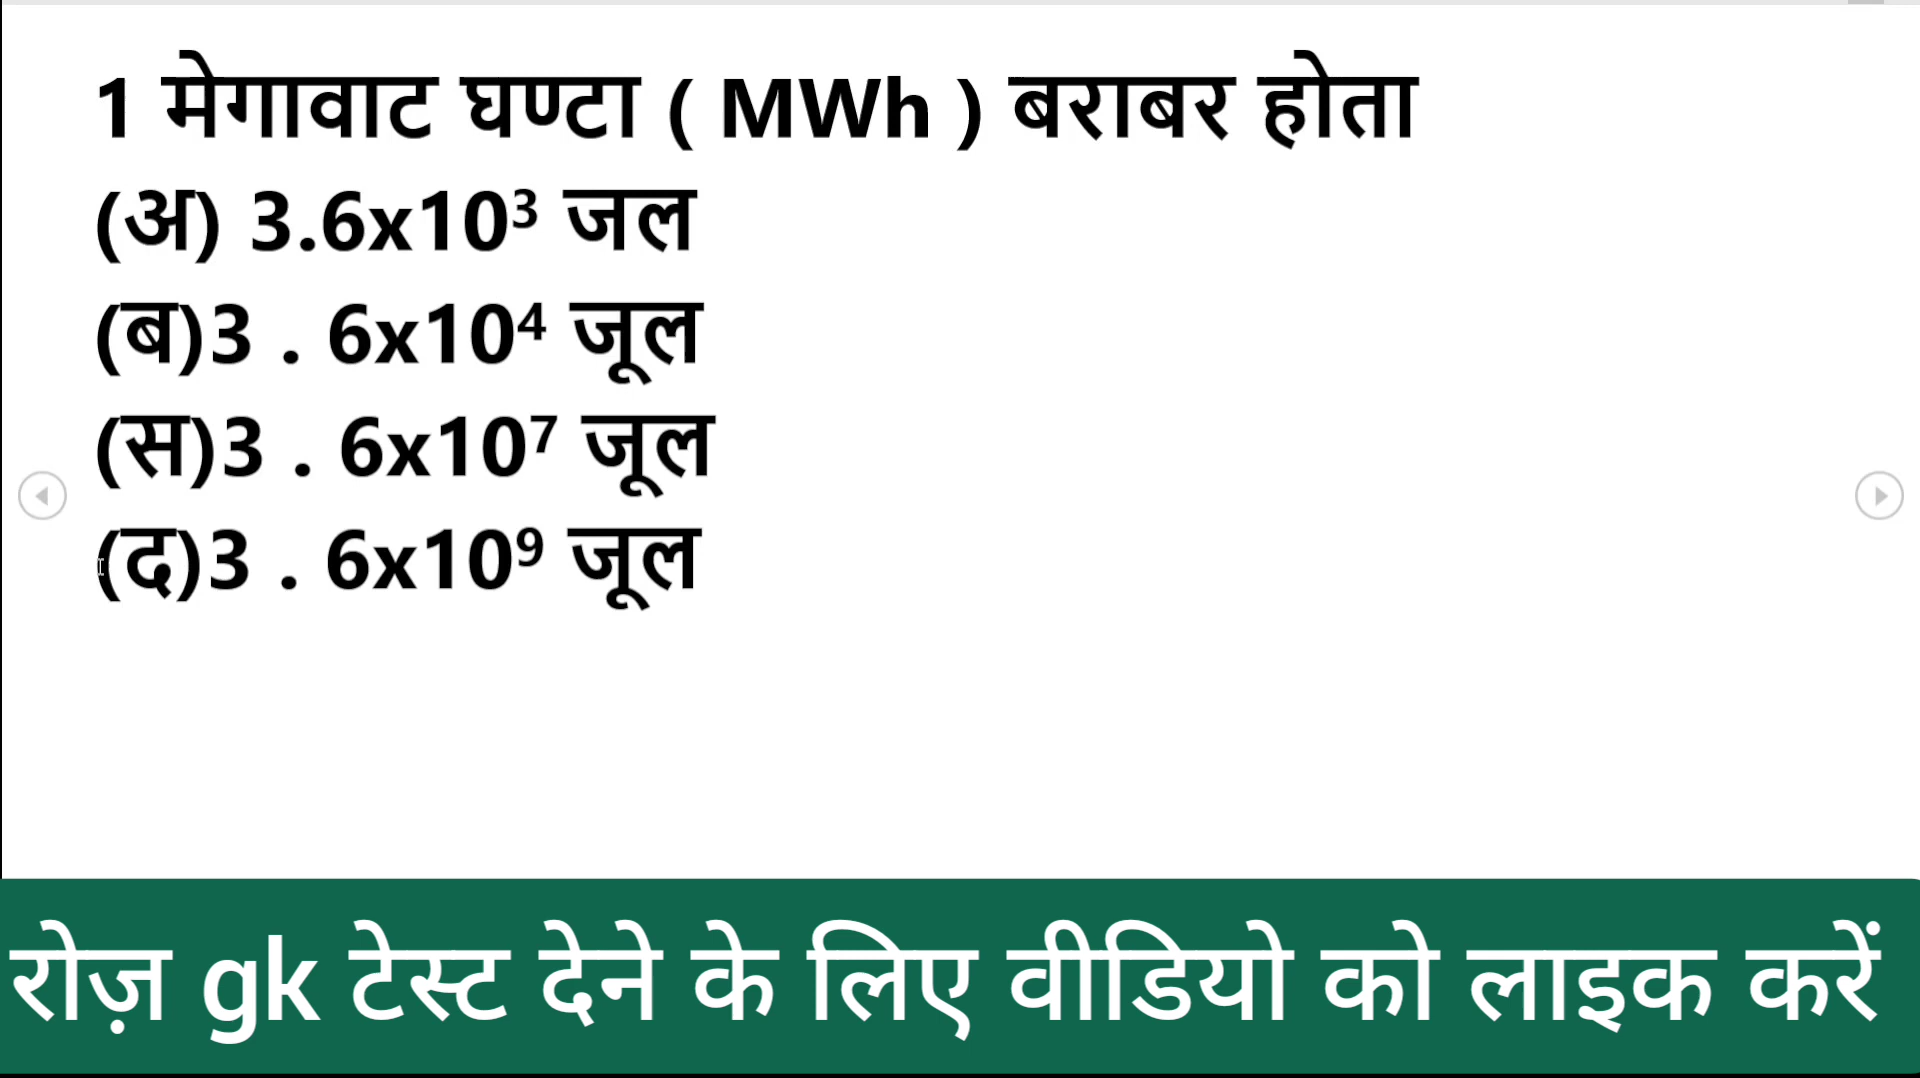 1 मेगावाट घण्टा ( MWh ) बराबर होता
(अ) 3.6x10³ जल
(ब)3 . 6x10⁴ जूल
(स)3 . 6x10⁷ जूल
(द)3 . 6x10⁹ जूल
रोज़ gk टेस्ट देने के लिए वीडियो को लाइक करें